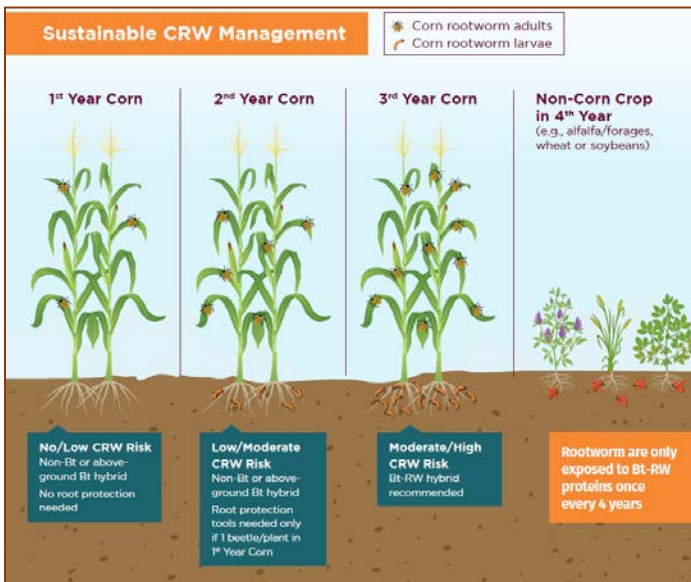 Sustainable CRW Management
Corn rootworm adults
Corn rootworm larvae
1st Year Corn
2nd Year Corn
3rd Year Corn
Non-Corn Crop
in 4th Year
(e.g., alfalfa/forages,
wheat or soybeans)
No/Low CRW Risk
Non-Bt or above-
ground Bt hybrid
No root protection
needed
Low/Moderate
CRW Risk
Non-Bt or above-
ground Bt hybrid
Root protection
tools needed only
if 1 beetle/plant in
1st Year Corn
Moderate/High
CRW Risk
Bt-RW hybrid
recommended
Rootworm are only
exposed to Bt-RW
proteins once
every 4 years